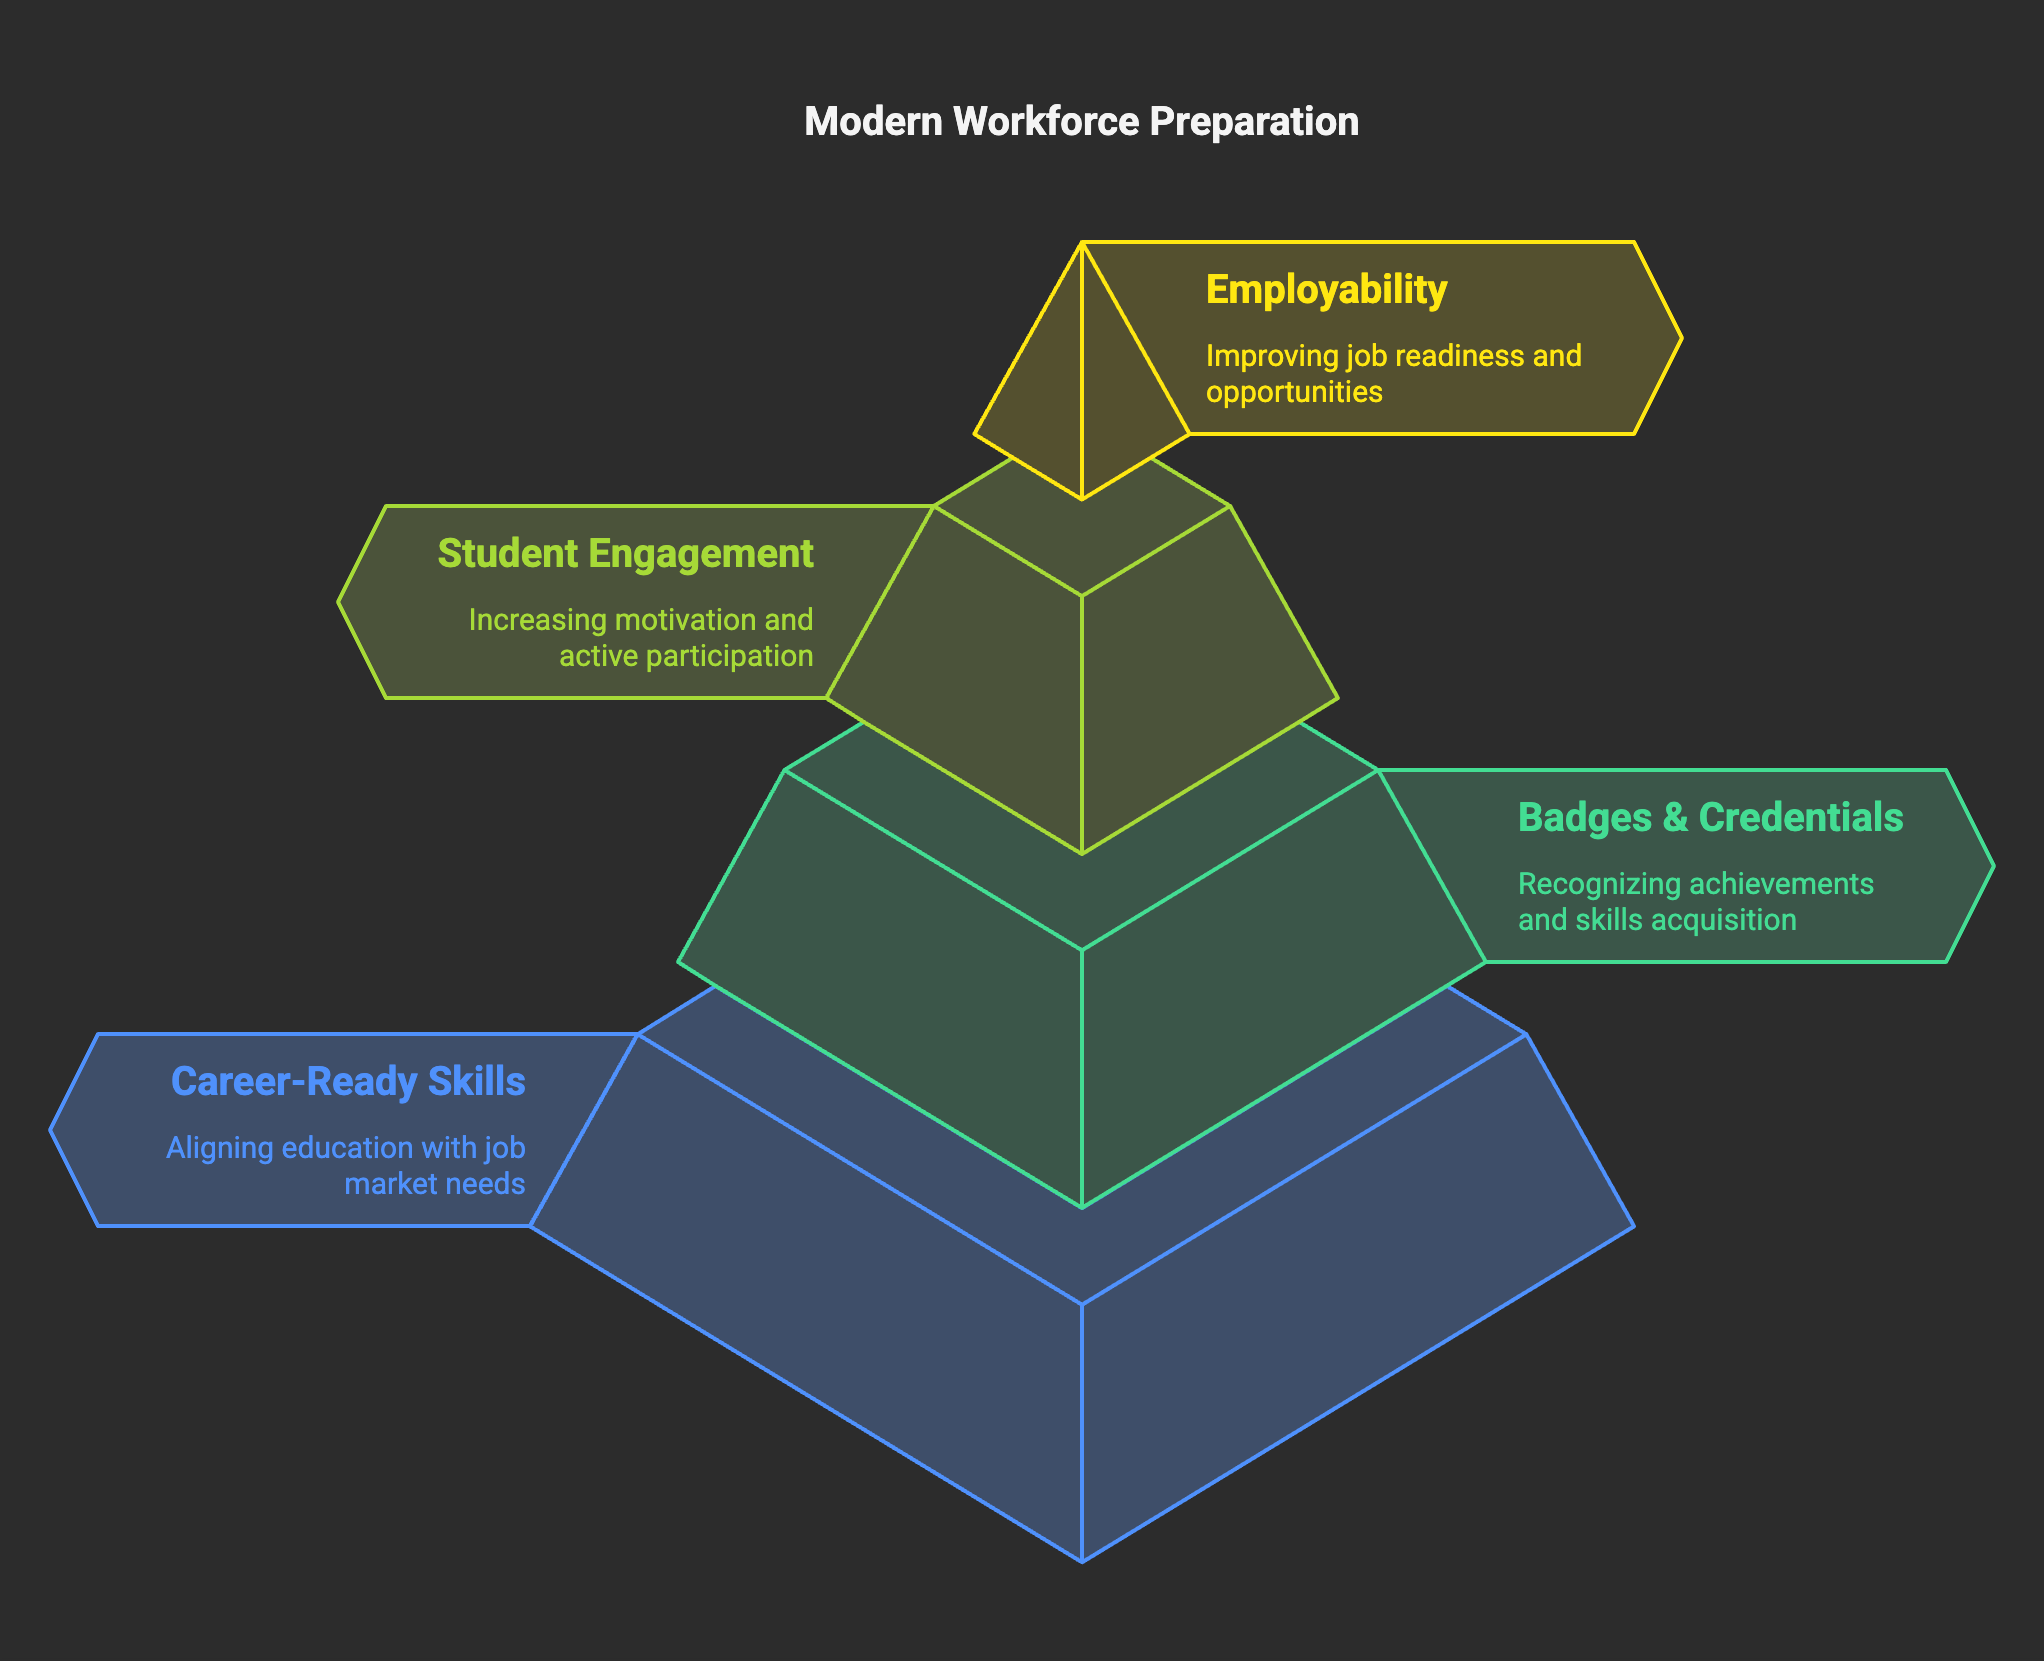 Modern Workforce Preparation
Employability
Improving job readiness and
opportunities
Student Engagement
Increasing motivation and
active participation
Badges & Credentials
Recognizing achievements
and skills acquisition
Career-Ready Skills
Aligning education with job
market needs